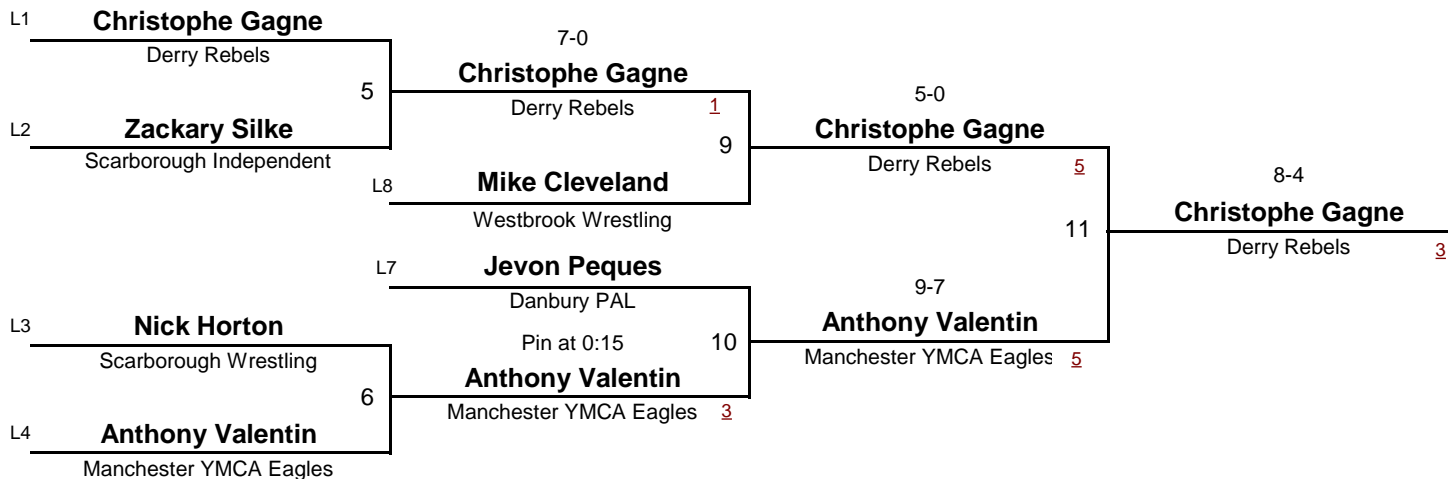 L1
Christophe Gagne
Derry Rebels
5
L2
Zackary Silke
Scarborough Independent
7-0
Christophe Gagne
Derry Rebels 1
9
L8
Mike Cleveland
Westbrook Wrestling
5-0
Christophe Gagne
Derry Rebels 5
11
8-4
Christophe Gagne
Derry Rebels 3
L7
Jevon Peques
Danbury PAL
10
L3
Nick Horton
Scarborough Wrestling
6
L4
Anthony Valentin
Manchester YMCA Eagles
Pin at 0:15
Anthony Valentin
Manchester YMCA Eagles 3
9-7
Anthony Valentin
Manchester YMCA Eagles 5